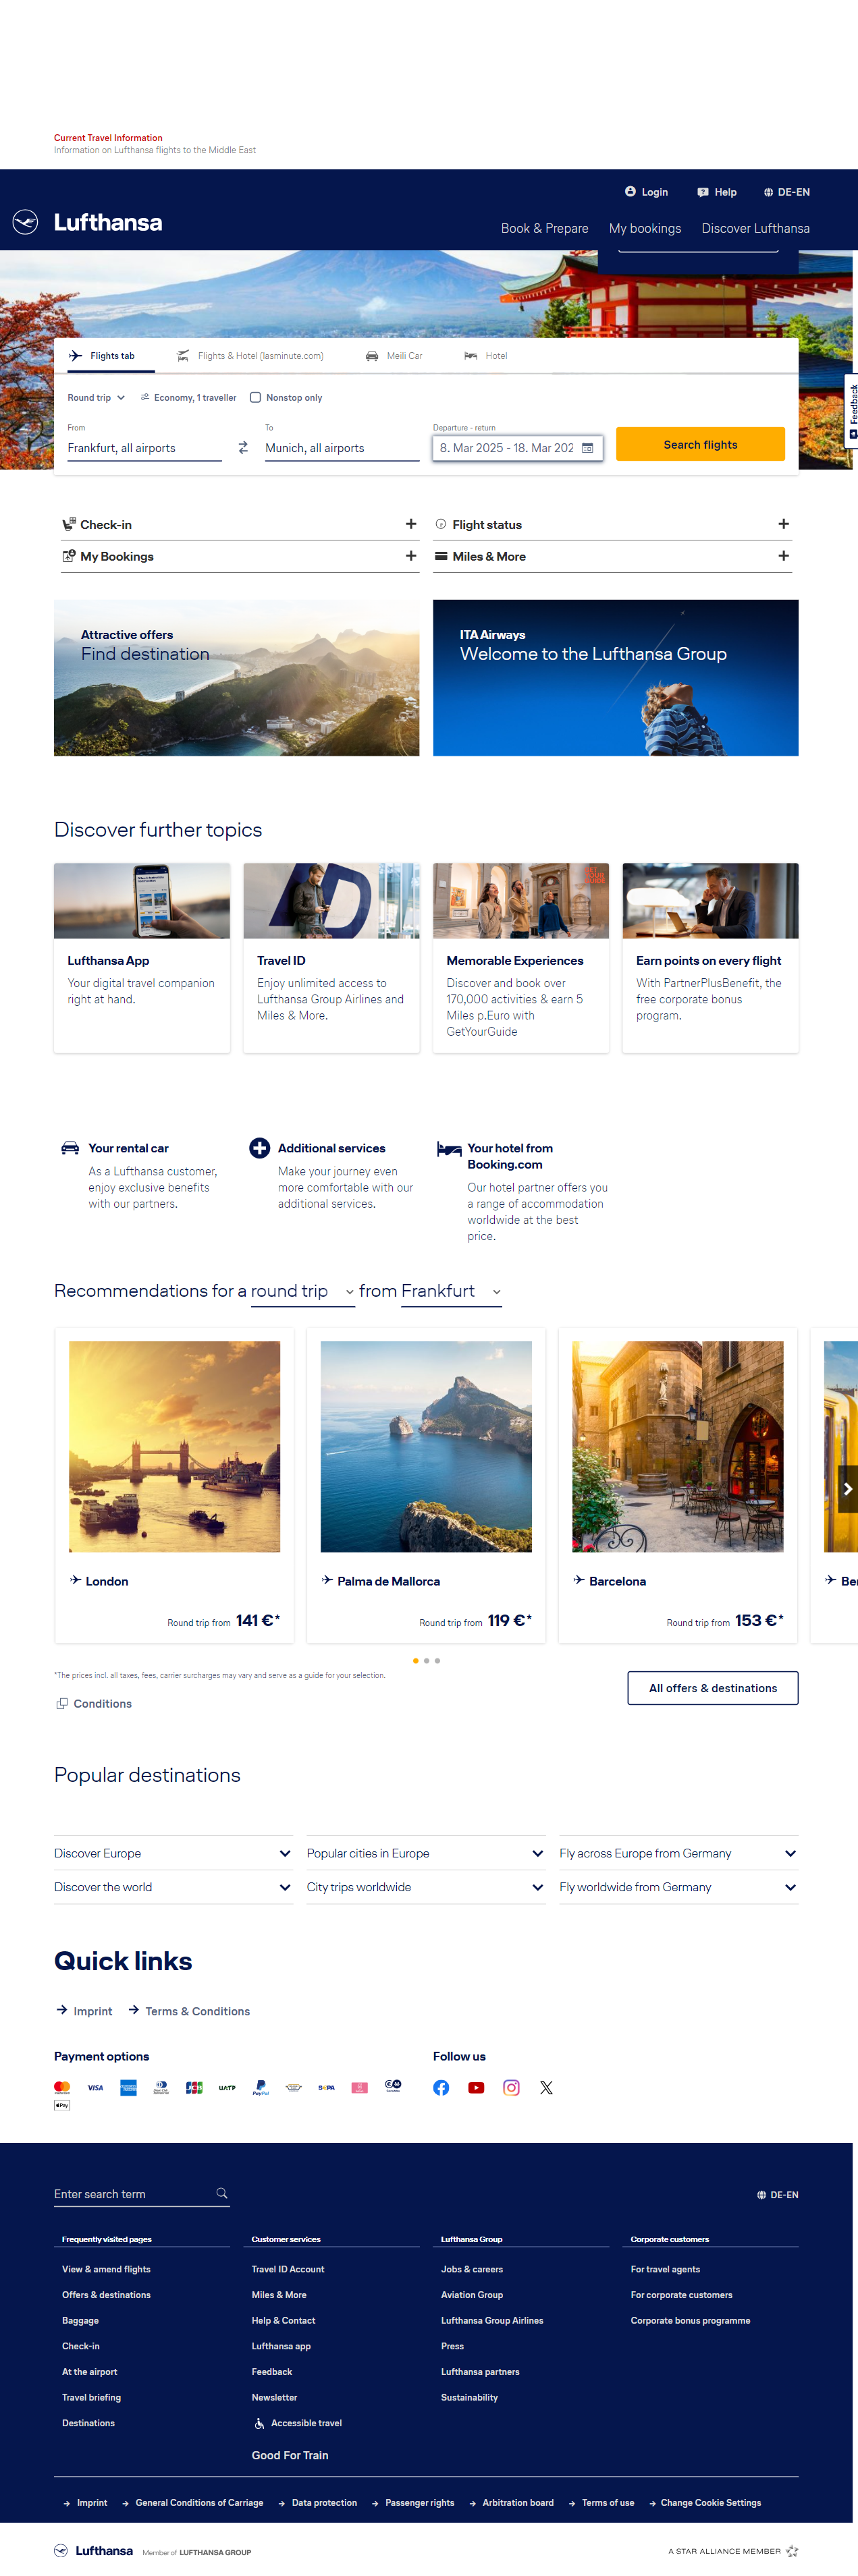 Current Travel Information
Information on Lufthansa flights to the Middle East
Login
Help
DE-EN
Lufthansa
Book & Prepare
My bookings
Discover Lufthansa
Flights tab
Flights & Hotel (lasminute.com)
Meili Car
Hotel
Feedback
Round trip
Economy, 1 traveller
Nonstop only
From
To
Departure - return
Frankfurt, all airports
Munich, all airports
8. Mar 2025 - 18. Mar 202
Search flights
Check-in
Flight status
My Bookings
Miles & More
Attractive offers
Find destination
ITA Airways
Welcome to the Lufthansa Group
Discover further topics
Lufthansa App
Your digital travel companion
right at hand.
Travel ID
Enjoy unlimited access to
Lufthansa Group Airlines and
Miles & More.
Memorable Experiences
Discover and book over
170,000 activities & earn 5
Miles p.Euro with
GetYourGuide
Earn points on every flight
With PartnerPlusBenefit, the
free corporate bonus
program.
Your rental car
As a Lufthansa customer,
enjoy exclusive benefits
with our partners.
Additional services
Make your journey even
more comfortable with our
additional services.
Your hotel from
Booking.com
Our hotel partner offers you
a range of accommodation
worldwide at the best
price.
Recommendations for a round trip from Frankfurt
London
Round trip from 141 €*
Palma de Mallorca
Round trip from 119 €*
Barcelona
Round trip from 153 €*
Ber
*The prices incl. all taxes, fees, carrier surcharges may vary and serve as a guide for your selection.
All offers & destinations
Conditions
Popular destinations
Discover Europe
Popular cities in Europe
Fly across Europe from Germany
Discover the world
City trips worldwide
Fly worldwide from Germany
Quick links
Imprint
Terms & Conditions
Payment options
Follow us
VISA
UATP
PayPal
Pay
Enter search term
DE-EN
Frequently visited pages
View & amend flights
Offers & destinations
Baggage
Check-in
At the airport
Travel briefing
Destinations
Customer services
Travel ID Account
Miles & More
Help & Contact
Lufthansa app
Feedback
Newsletter
Accessible travel
Good For Train
Lufthansa Group
Jobs & careers
Aviation Group
Lufthansa Group Airlines
Press
Lufthansa partners
Sustainability
Corporate customers
For travel agents
For corporate customers
Corporate bonus programme
Imprint
General Conditions of Carriage
Data protection
Passenger rights
Arbitration board
Terms of use
Change Cookie Settings
Lufthansa
Member of LUFTHANSA GROUP
A STAR ALLIANCE MEMBER